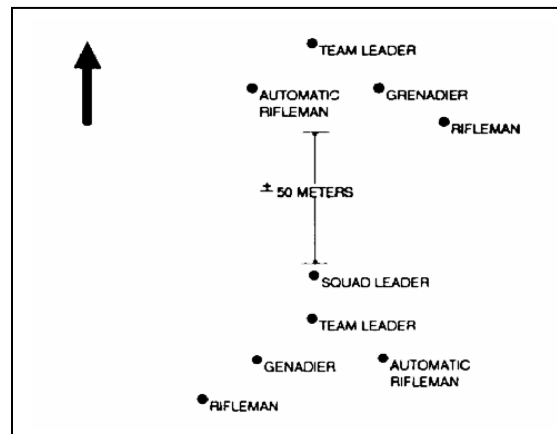 TEAM LEADER
AUTOMATIC
RIFLEMAN
GRENADIER
RIFLEMAN
± 50 METERS
SQUAD LEADER
TEAM LEADER
GENADIER
AUTOMATIC
RIFLEMAN
RIFLEMAN